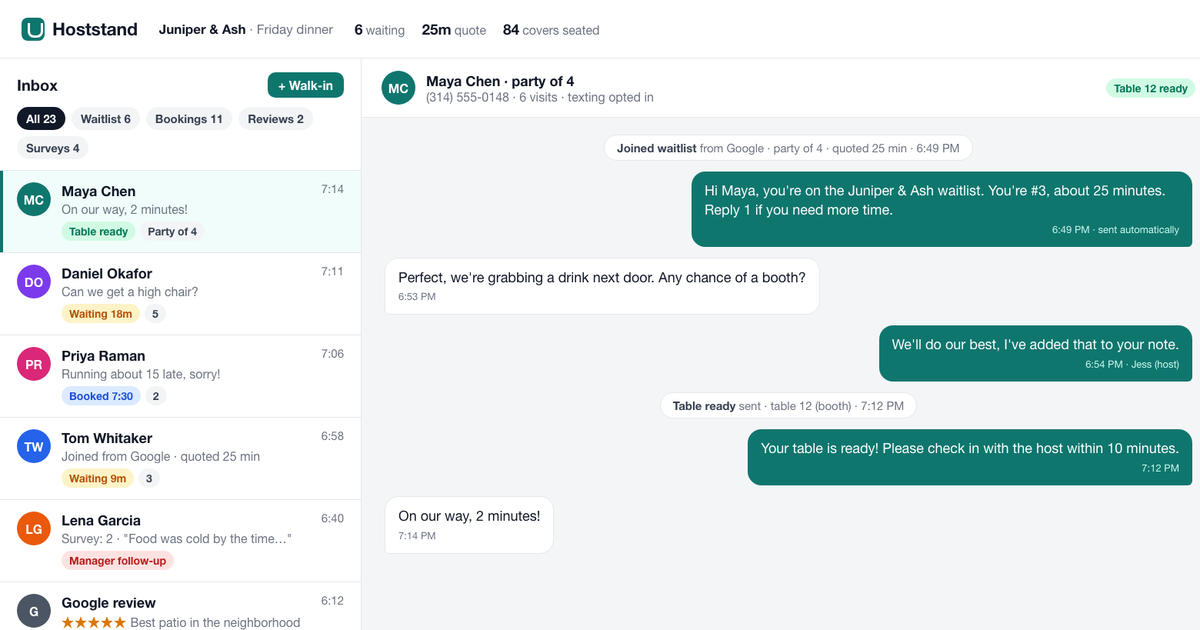 Hoststand
Juniper & Ash · Friday dinner
6 waiting
25m quote
84 covers seated
Inbox
+ Walk-in
All 23
Waitlist 6
Bookings 11
Reviews 2
Surveys 4
MC
Maya Chen
7:14
On our way, 2 minutes!
Table ready
Party of 4
DO
Daniel Okafor
7:11
Can we get a high chair?
Waiting 18m
5
PR
Priya Raman
7:06
Running about 15 late, sorry!
Booked 7:30
2
TW
Tom Whitaker
6:58
Joined from Google · quoted 25 min
Waiting 9m
3
LG
Lena Garcia
6:40
Survey: 2 · "Food was cold by the time…"
Manager follow-up
G
Google review
6:12
★★★★★ Best patio in the neighborhood
MC
Maya Chen · party of 4
(314) 555-0148 · 6 visits · texting opted in
Table 12 ready
Joined waitlist from Google · party of 4 · quoted 25 min · 6:49 PM
Hi Maya, you're on the Juniper & Ash waitlist. You're #3, about 25 minutes.
Reply 1 if you need more time.
6:49 PM · sent automatically
Perfect, we're grabbing a drink next door. Any chance of a booth?
6:53 PM
We'll do our best, I've added that to your note.
6:54 PM · Jess (host)
Table ready sent · table 12 (booth) · 7:12 PM
Your table is ready! Please check in with the host within 10 minutes.
7:12 PM
On our way, 2 minutes!
7:14 PM